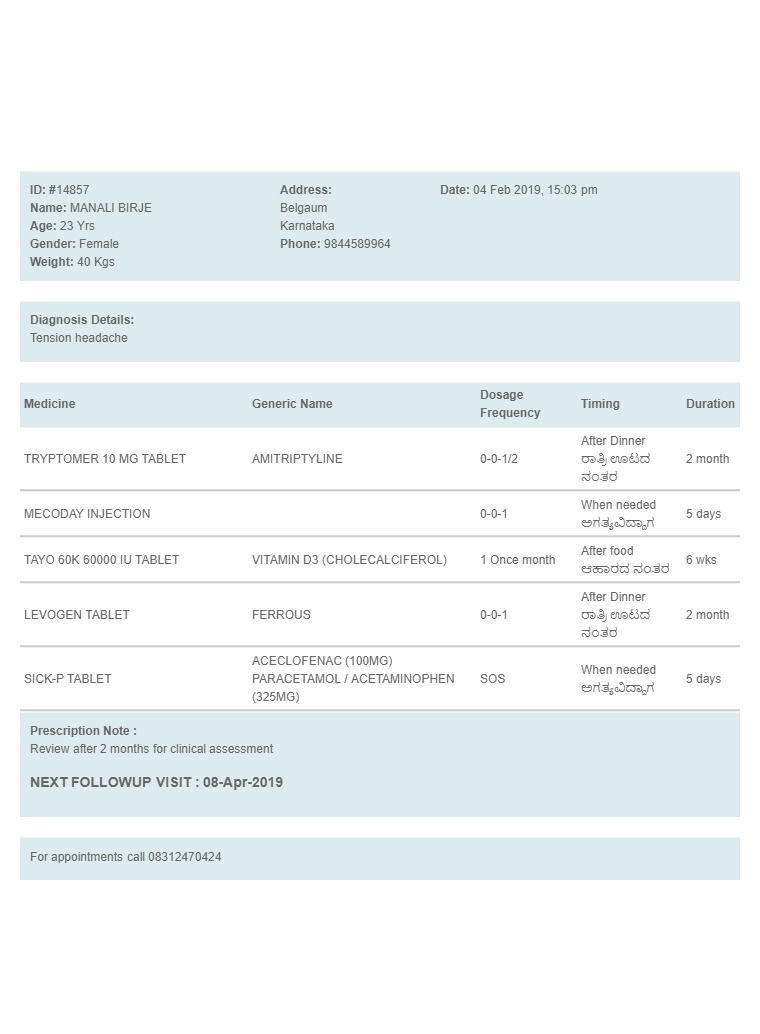 ID: #14857
Name: MANALI BIRJE
Age: 23 Yrs
Gender: Female
Weight: 40 Kgs
Address:
Belgaum
Karnataka
Phone: 9844589964
Date: 04 Feb 2019, 15:03 pm
Diagnosis Details:
Tension headache
Medicine Generic Name Dosage Frequency Timing Duration
TRYPTOMER 10 MG TABLET AMITRIPTYLINE 0-0-1/2 After Dinner 2 month
ರಾತ್ರಿ ಊಟದ
ನಂತರ
MECODAY INJECTION 0-0-1 When needed 5 days
ಅಗತ್ಯವಿದ್ದಾಗ
TAYO 60K 60000 IU TABLET VITAMIN D3 (CHOLECALCIFEROL) 1 Once month After food 6 wks
ಆಹಾರದ ನಂತರ
LEVOGEN TABLET FERROUS 0-0-1 After Dinner 2 month
ರಾತ್ರಿ ಊಟದ
ನಂತರ
SICK-P TABLET ACECLOFENAC (100MG) SOS When needed 5 days
PARACETAMOL / ACETAMINOPHEN ಅಗತ್ಯವಿದ್ದಾಗ
(325MG)
Prescription Note :
Review after 2 months for clinical assessment
NEXT FOLLOWUP VISIT : 08-Apr-2019
For appointments call 08312470424